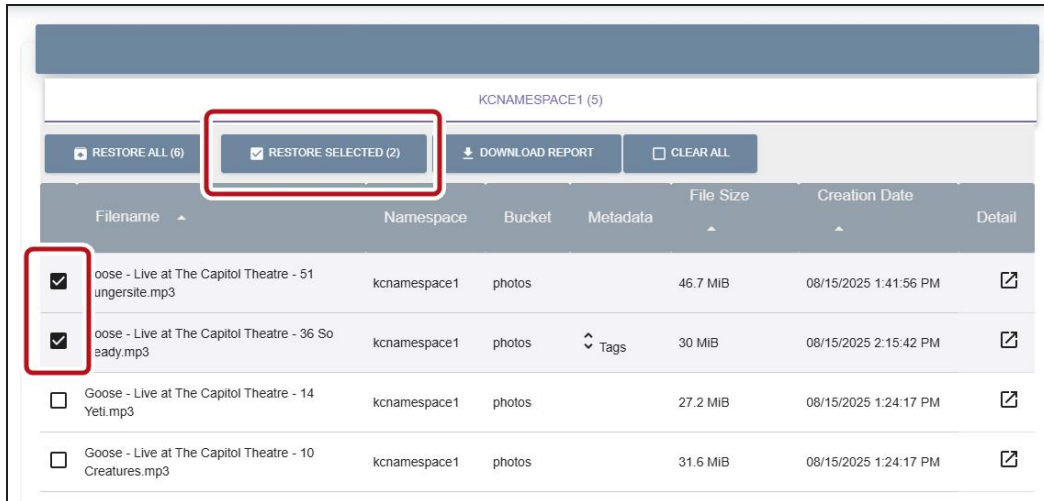 KCNAMESPACE1 (5)
RESTORE ALL (6) RESTORE SELECTED (2) DOWNLOAD REPORT CLEAR ALL
Filename Namespace Bucket Metadata File Size Creation Date Detail
oose - Live at The Capitol Theatre - 51
ungersite.mp3
kcnamespace1 photos 46.7 MiB 08/15/2025 1:41:56 PM
oose - Live at The Capitol Theatre - 36 So
eady.mp3
kcnamespace1 photos Tags 30 MiB 08/15/2025 2:15:42 PM
Goose - Live at The Capitol Theatre - 14
Yeti.mp3
kcnamespace1 photos 27.2 MiB 08/15/2025 1:24:17 PM
Goose - Live at The Capitol Theatre - 10
Creatures.mp3
kcnamespace1 photos 31.6 MiB 08/15/2025 1:24:17 PM